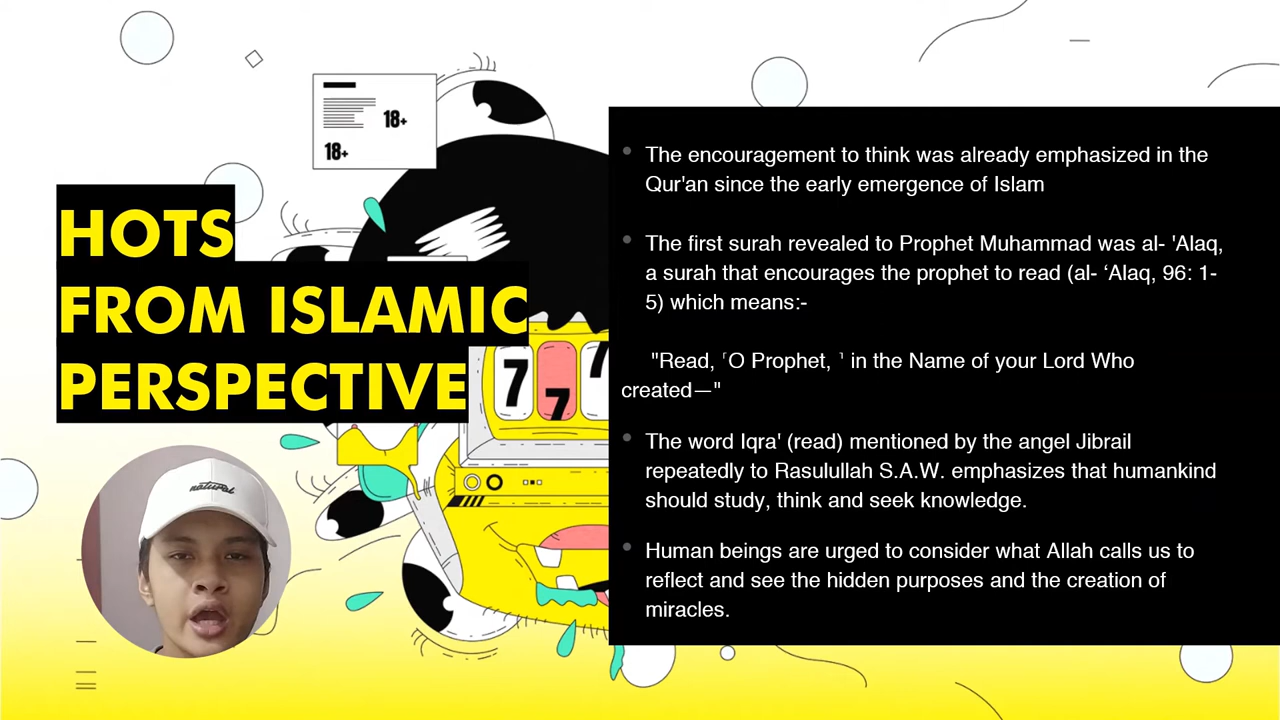 18+
18+
HOTS
FROM ISLAMIC
PERSPECTIVE
7
7
7
natural
The encouragement to think was already emphasized in the
Qur'an since the early emergence of Islam
The first surah revealed to Prophet Muhammad was al- 'Alaq,
a surah that encourages the prophet to read (al- ‘Alaq, 96: 1-
5) which means:-
"Read, ˹O Prophet, ˺ in the Name of your Lord Who
created—"
The word Iqra' (read) mentioned by the angel Jibrail
repeatedly to Rasulullah S.A.W. emphasizes that humankind
should study, think and seek knowledge.
Human beings are urged to consider what Allah calls us to
reflect and see the hidden purposes and the creation of
miracles.